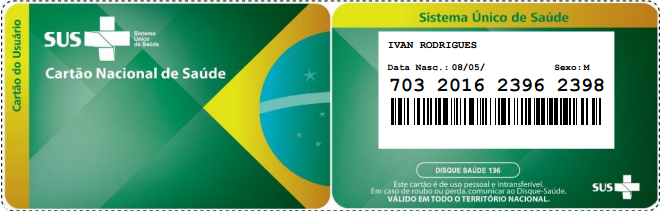 Cartão do Usuário
SUS
Sistema
Único
de Saúde
Cartão Nacional de Saúde
Sistema Único de Saúde
IVAN RODRIGUES
Data Nasc.: 08/05/ Sexo: M
703 2016 2396 2398
DISQUE SAÚDE 136
Este cartão é de uso pessoal e intransferível.
Em caso de roubo ou perda, comunicar ao Disque-Saúde.
VÁLIDO EM TODO O TERRITÓRIO NACIONAL.
SUS